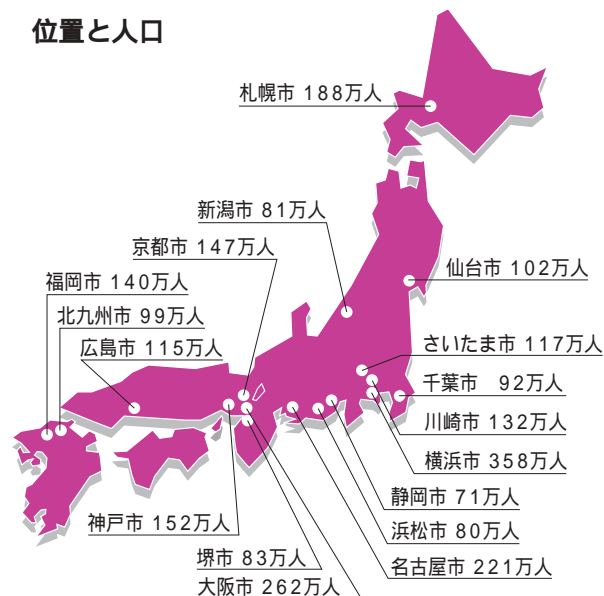 位置と人口
札幌市 188万人
新潟市 81万人
京都市 147万人
仙台市 102万人
福岡市 140万人
北九州市 99万人
広島市 115万人
さいたま市 117万人
千葉市 92万人
川崎市 132万人
横浜市 358万人
静岡市 71万人
浜松市 80万人
名古屋市 221万人
神戸市 152万人
堺市 83万人
大阪市 262万人